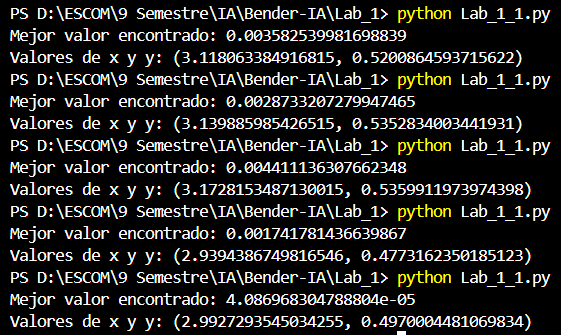 PS D:\ESCOM\9 Semestre\IA\Bender-IA\Lab_1> python Lab_1_1.py
Mejor valor encontrado: 0.003582539981698839
Valores de x y y: (3.118063384916815, 0.5200864593715622)
PS D:\ESCOM\9 Semestre\IA\Bender-IA\Lab_1> python Lab_1_1.py
Mejor valor encontrado: 0.0028733207279947465
Valores de x y y: (3.139885985426515, 0.5352834003441931)
PS D:\ESCOM\9 Semestre\IA\Bender-IA\Lab_1> python Lab_1_1.py
Mejor valor encontrado: 0.004411136307662348
Valores de x y y: (3.1728153487130015, 0.5359911973974398)
PS D:\ESCOM\9 Semestre\IA\Bender-IA\Lab_1> python Lab_1_1.py
Mejor valor encontrado: 0.001741781436639867
Valores de x y y: (2.9394386749816546, 0.4773162350185123)
PS D:\ESCOM\9 Semestre\IA\Bender-IA\Lab_1> python Lab_1_1.py
Mejor valor encontrado: 4.086968304788804e-05
Valores de x y y: (2.9927293545034255, 0.4970004481069834)